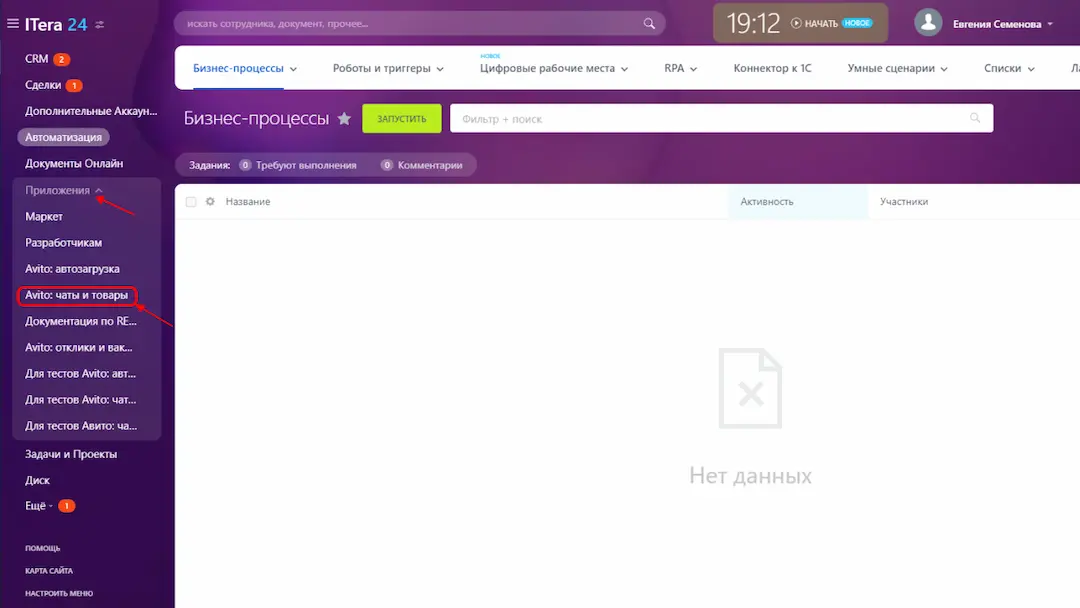 ITera 24
искать сотрудника, документ, прочее...
19:12 НАЧАТЬ НОВОЕ
Евгения Семенова
CRM 2
Сделки 1
Дополнительные Аккаун...
Автоматизация
Документы Онлайн
Приложения
Маркет
Разработчикам
Avito: автозагрузка
Avito: чаты и товары
Документация по RE...
Avito: отклики и вак...
Для тестов Avito: авт...
Для тестов Avito: чат...
Для тестов Авито: ча...
Задачи и Проекты
Диск
Ещё 1
ПОМОЩЬ
КАРТА САЙТА
НАСТРОИТЬ МЕНЮ
НОВОЕ
Бизнес-процессы Роботы и триггеры Цифровые рабочие места RPA Коннектор к 1С Умные сценарии Списки Ла
Бизнес-процессы ЗАПУСТИТЬ Фильтр + поиск
Задания: 0 Требуют выполнения 0 Комментарии
Название Активность Участники
Нет данных